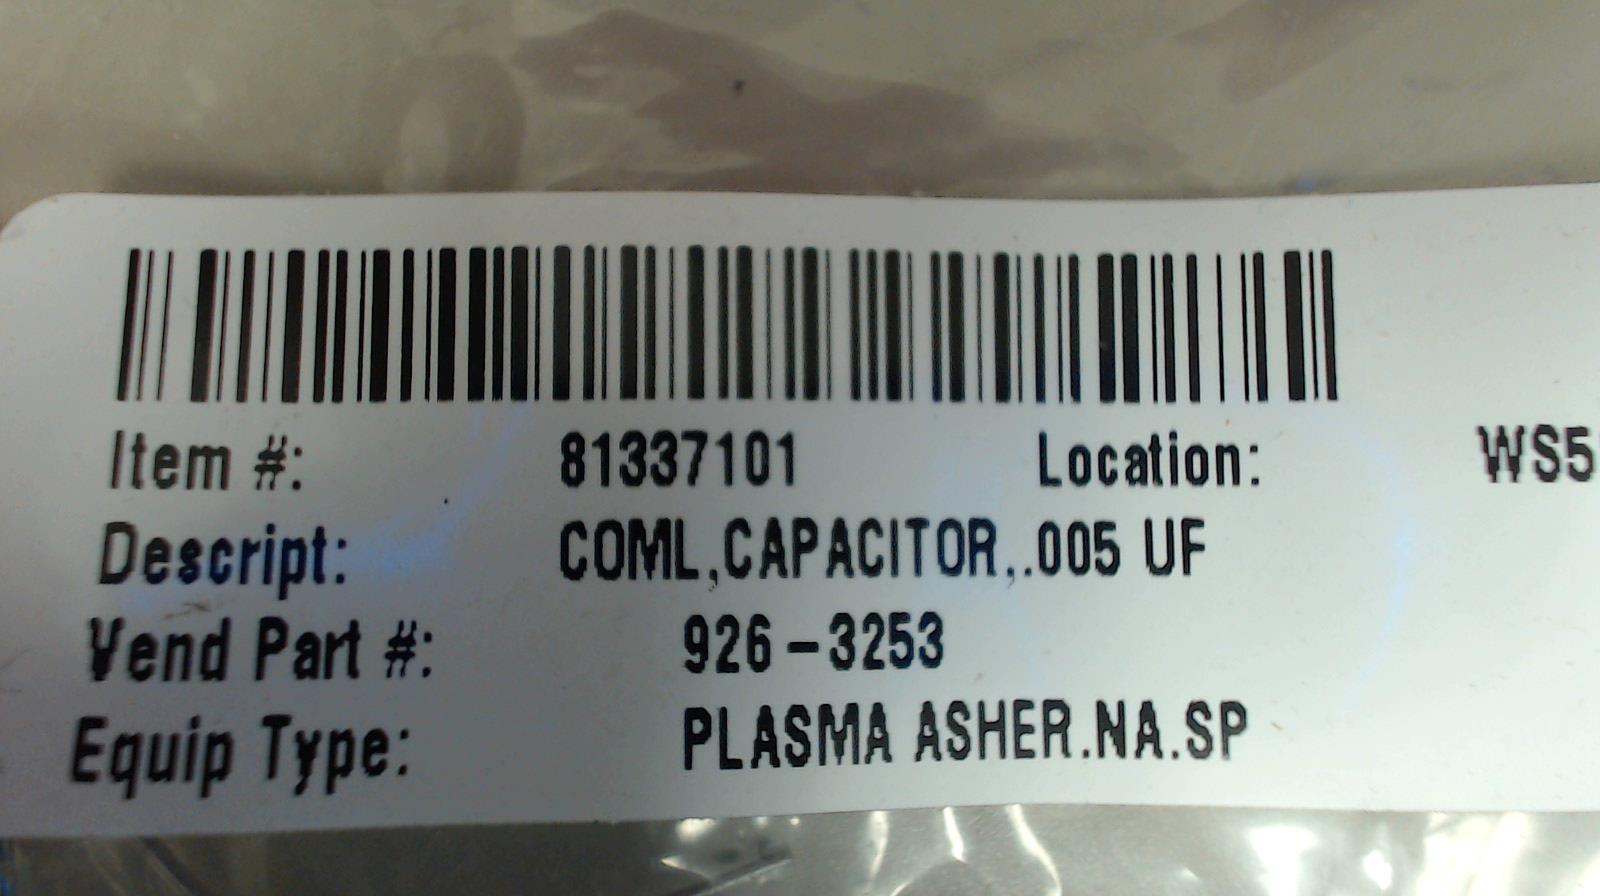 Item #: 81337101 Location: WS5
Descript: COML,CAPACITOR,.005 UF
Vend Part #: 926-3253
Equip Type: PLASMA ASHER.NA.SP